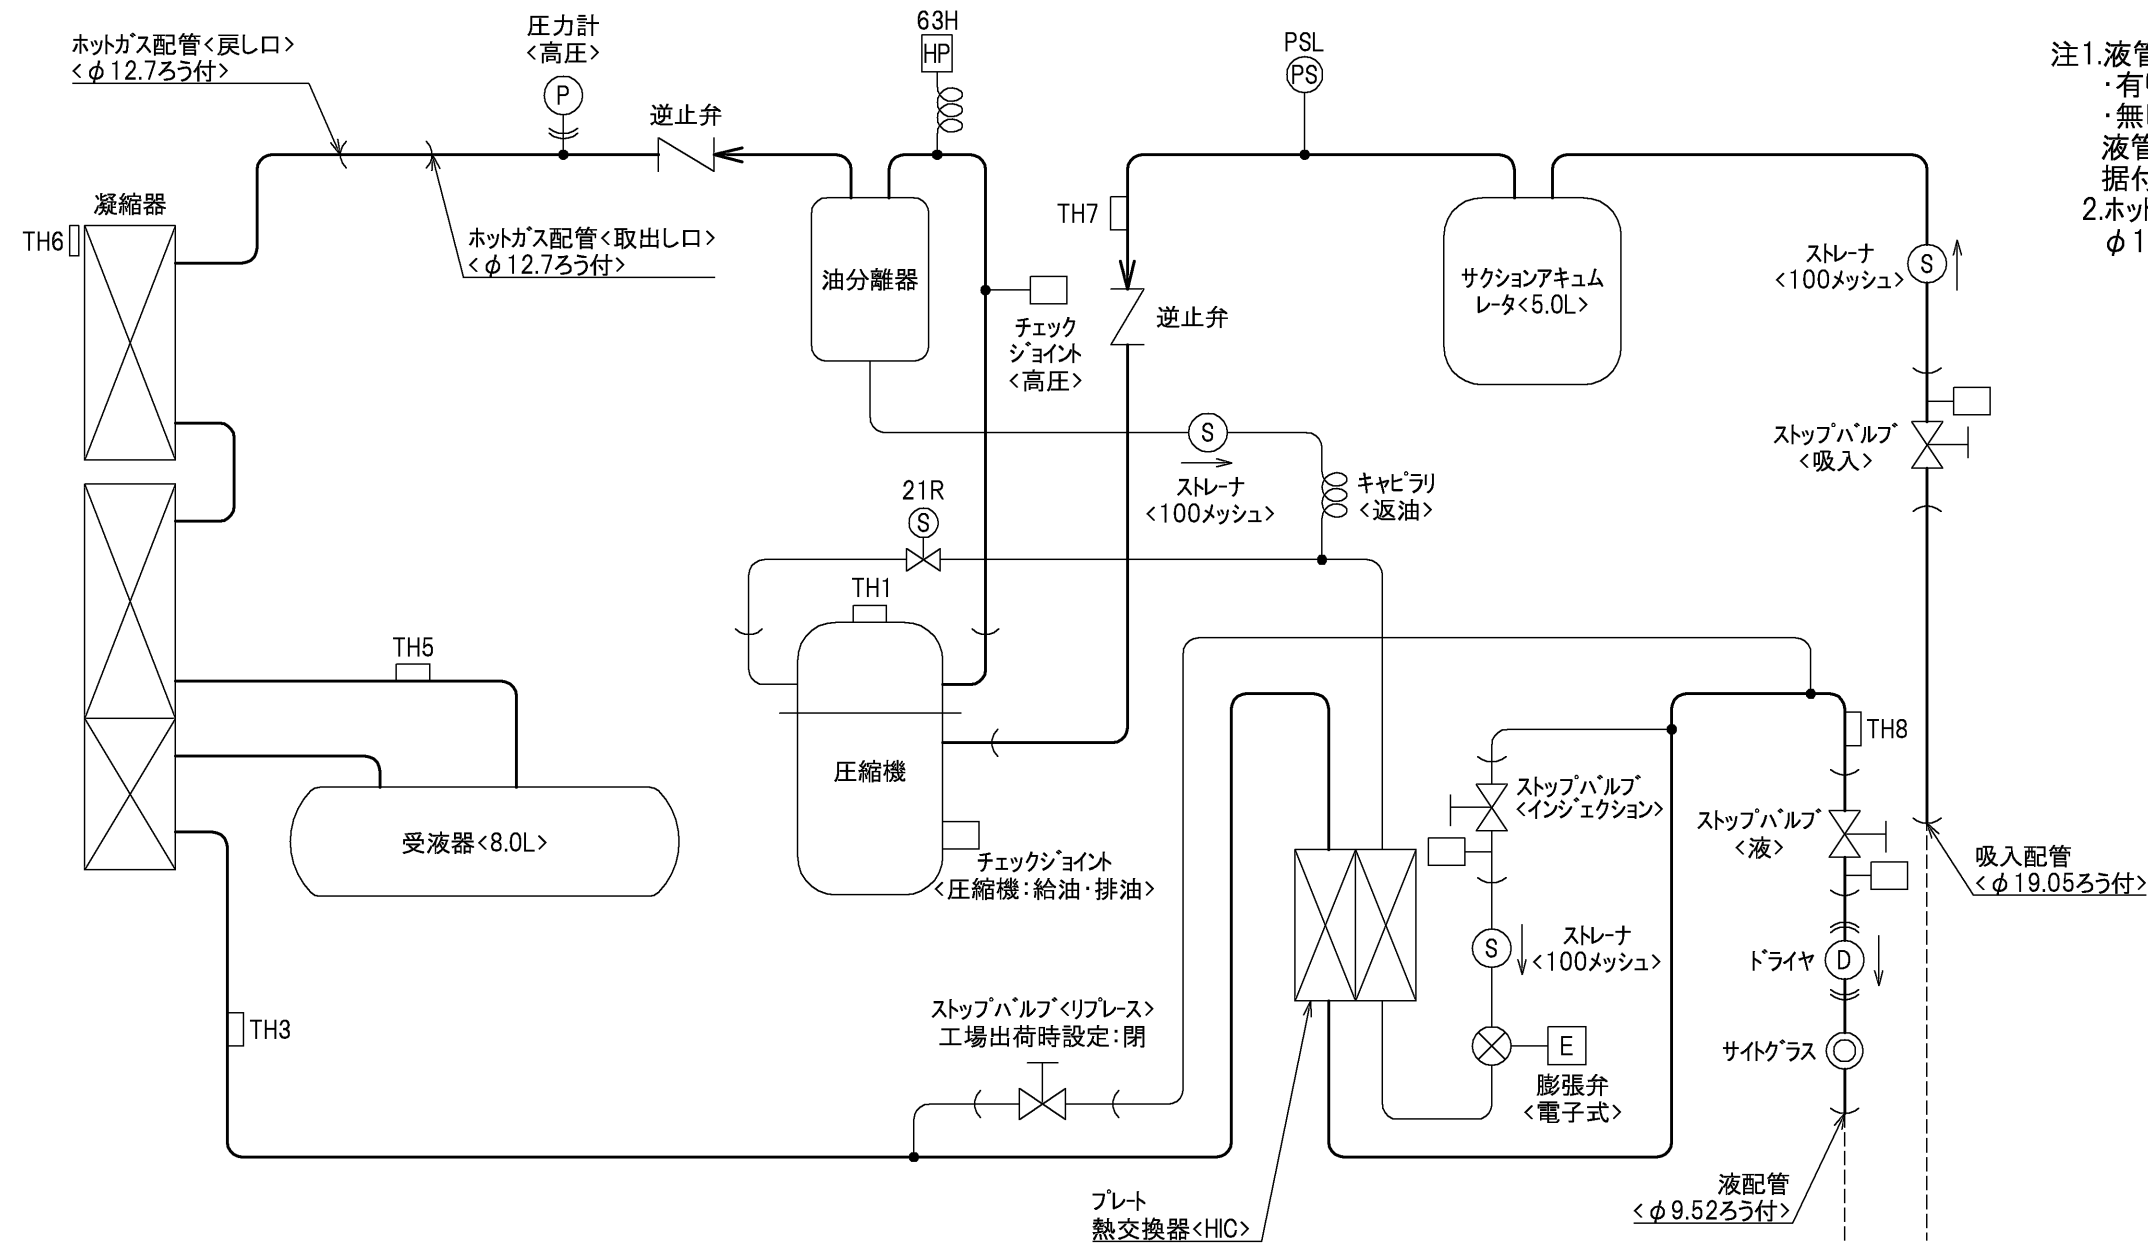 ホットガス配管<戻し口>
<φ12.7ろう付>
圧力計
<高圧>
P
63H
HP
PSL
PS
注1.液管
・有
・無
液管
据付
2.ホット
φ1
逆止弁
凝縮器
TH6
ホットガス配管<取出し口>
<φ12.7ろう付>
油分離器
TH7
サクションアキュム
レータ<5.0L>
ストレーナ
<100メッシュ>
S
チェック
ジョイント
<高圧>
逆止弁
ストップバルブ
<吸入>
S
ストレーナ
<100メッシュ>
キャピラリ
<返油>
21R
S
TH1
TH5
圧縮機
TH8
ストップバルブ
<インジェクション>
ストップバルブ
<液>
受液器<8.0L>
チェックジョイント
<圧縮機:給油・排油>
吸入配管
<φ19.05ろう付>
S
ストレーナ
<100メッシュ>
ドライヤ
D
ストップバルブ<リプレース>
工場出荷時設定:閉
TH3
E
膨張弁
<電子式>
サイトグラス
プレート
熱交換器<HIC>
液配管
<φ9.52ろう付>